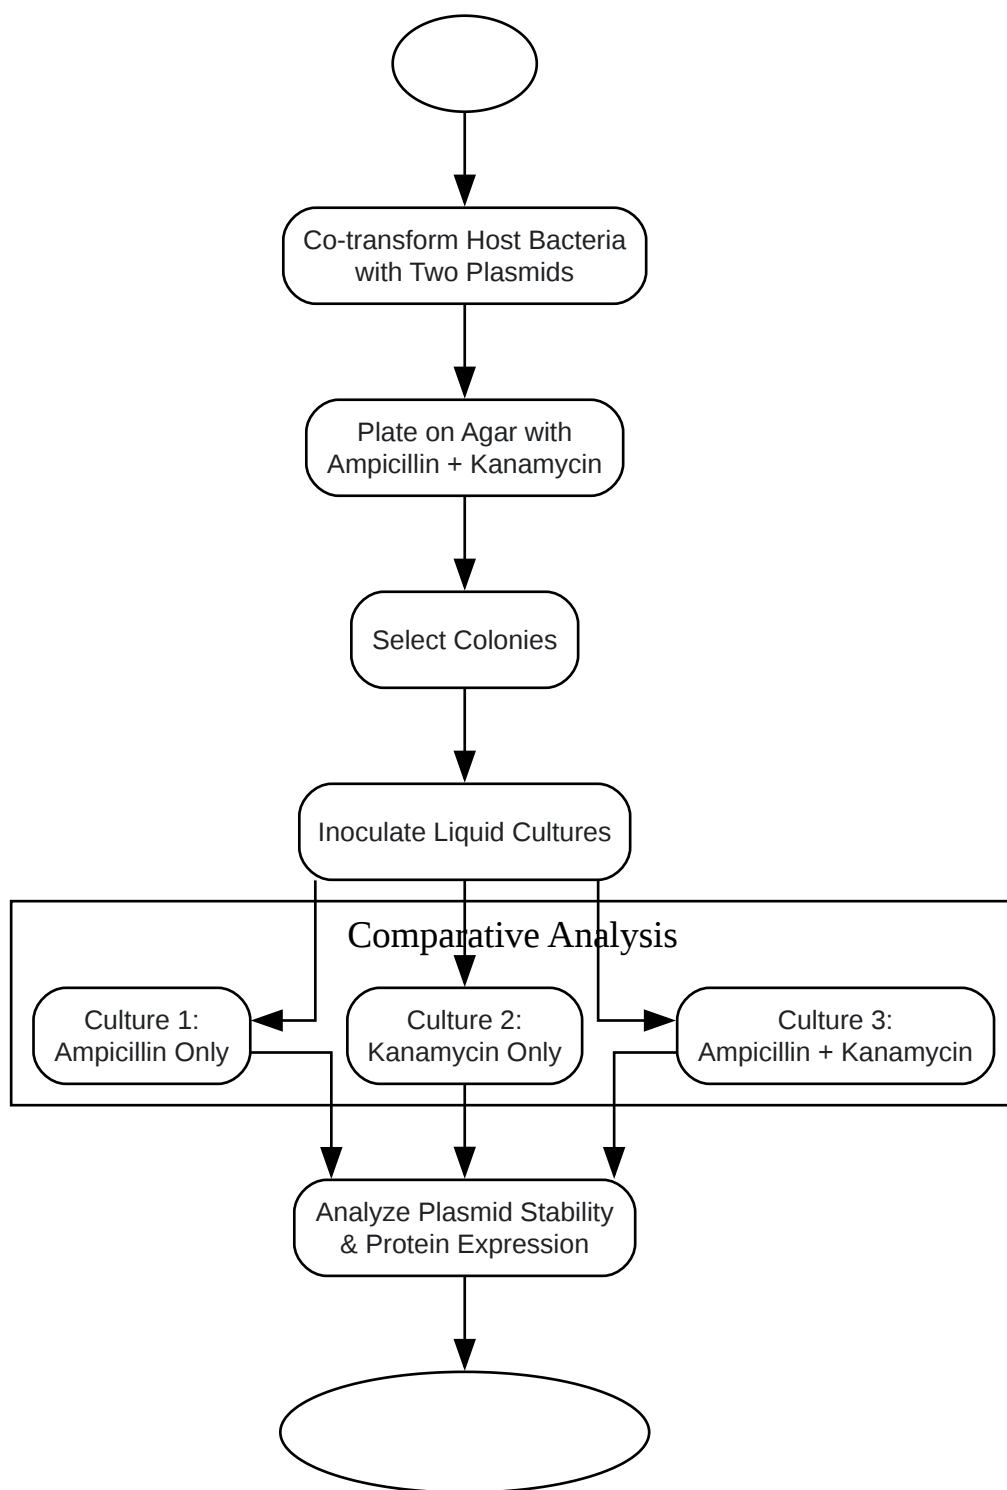 Co-transform Host Bacteria
with Two Plasmids
Plate on Agar with
Ampicillin + Kanamycin
Select Colonies
Inoculate Liquid Cultures
Comparative Analysis
Culture 1:
Ampicillin Only
Culture 2:
Kanamycin Only
Culture 3:
Ampicillin + Kanamycin
Analyze Plasmid Stability
& Protein Expression